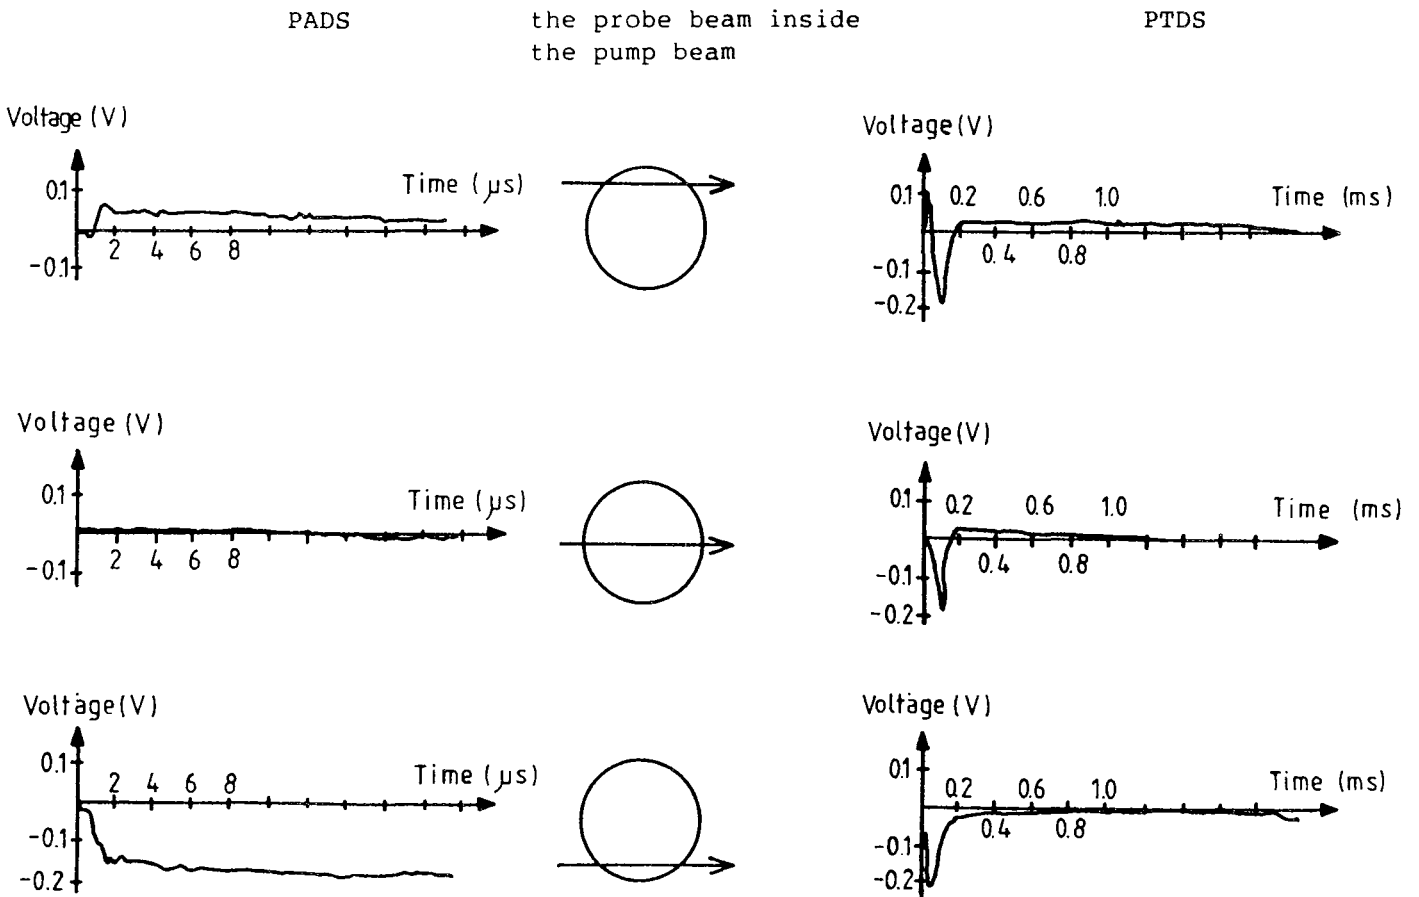 PADS
the probe beam inside
the pump beam
PTDS
Voltage (V)
0.1
-0.1
2 4 6 8
Time (µs)
Voltage (V)
0.1
-0.1
-0.2
0.2 0.6 1.0
0.4 0.8
Time (ms)
Voltage (V)
0.1
-0.1
2 4 6 8
Time (µs)
Voltage (V)
0.1
-0.1
-0.2
0.2 0.6 1.0
0.4 0.8
Time (ms)
Voltage (V)
0.1
-0.1
-0.2
2 4 6 8
Time (µs)
Voltage (V)
0.1
-0.1
-0.2
0.2 0.6 1.0
0.4 0.8
Time (ms)